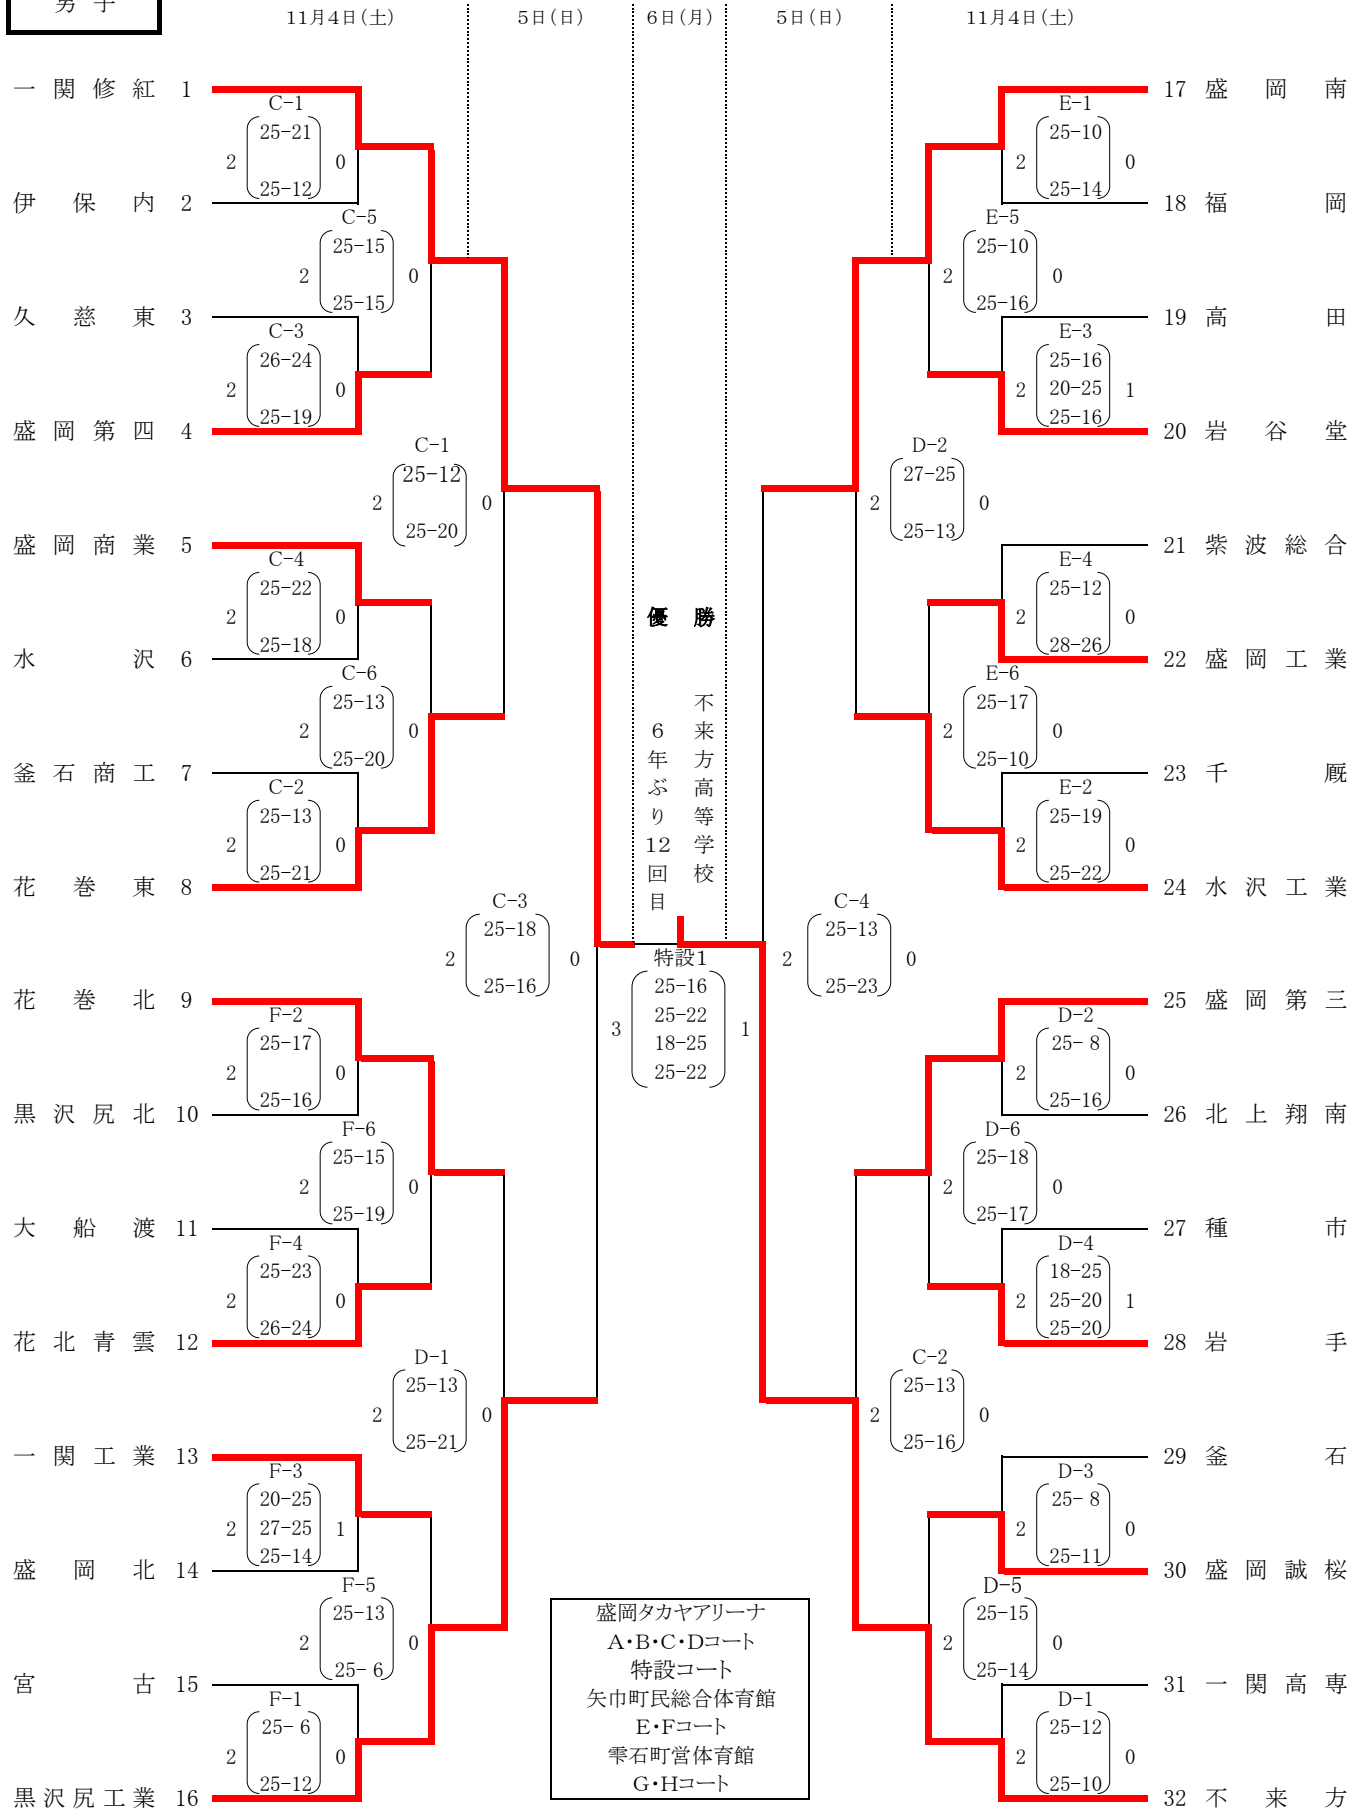 男子
11月4日(土)
5日(日)
6日(月)
5日(日)
11月4日(土)
一関修紅 1
伊保内 2
久慈東 3
盛岡第四 4
盛岡商業 5
水沢 6
釜石商工 7
花巻東 8
花巻北 9
黒沢尻北 10
大船渡 11
花北青雲 12
一関工業 13
盛岡北 14
宮古 15
黒沢尻工業 16
C-1
2 25-21 0
25-12
C-3
2 26-24 0
25-19
C-4
2 25-22 0
25-18
C-2
2 25-13 0
25-21
F-2
2 25-17 0
25-16
F-4
2 25-23 0
26-24
F-3
20-25
2 27-25 1
25-14
F-1
2 25- 6 0
25-12
C-5
2 25-15 0
25-15
C-6
2 25-13 0
25-20
F-6
2 25-15 0
25-19
F-5
2 25-13 0
25- 6
C-1
2 25-12 0
25-20
D-1
2 25-13 0
25-21
C-3
2 25-18 0
25-16
優勝
不来方高等学校
6年ぶり12回目
特設1
25-16
25-22
3 1
18-25
25-22
C-4
2 25-13 0
25-23
D-2
2 27-25 0
25-13
C-2
2 25-13 0
25-16
E-5
2 25-10 0
25-16
E-6
2 25-17 0
25-10
D-6
2 25-18 0
25-17
D-5
2 25-15 0
25-14
E-1
2 25-10 0
25-14
E-3
25-16
2 20-25 1
25-16
E-4
2 25-12 0
28-26
E-2
2 25-19 0
25-22
D-2
2 25- 8 0
25-16
D-4
18-25
2 25-20 1
25-20
D-3
2 25- 8 0
25-11
D-1
2 25-12 0
25-10
17 盛岡南
18 福岡
19 高田
20 岩谷堂
21 紫波総合
22 盛岡工業
23 千厩
24 水沢工業
25 盛岡第三
26 北上翔南
27 種市
28 岩手
29 釜石
30 盛岡誠桜
31 一関高専
32 不来方
盛岡タカヤアリーナ
A・B・C・Dコート
特設コート
矢巾町民総合体育館
E・Fコート
雫石町営体育館
G・Hコート